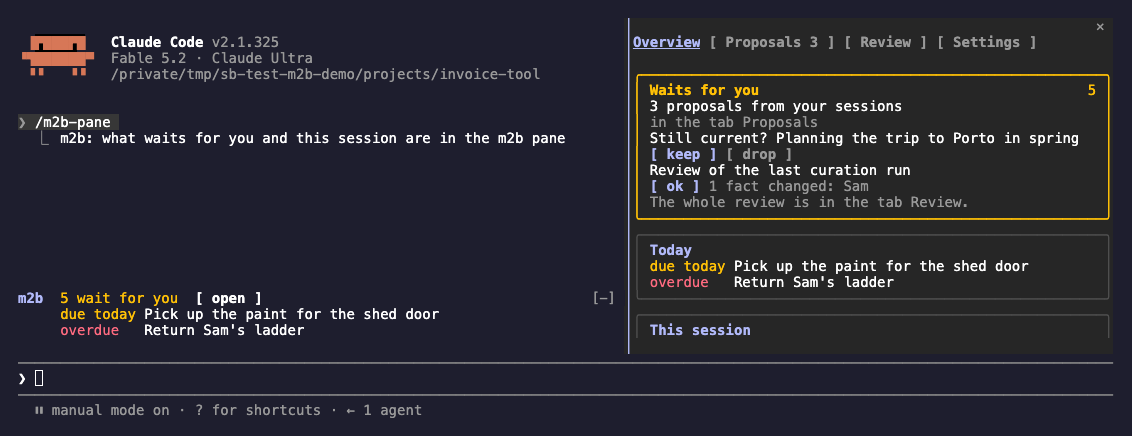 Claude Code v2.1.325
Fable 5.2 · Claude Ultra
/private/tmp/sb-test-m2b-demo/projects/invoice-tool
❯ /m2b-pane
⎿ m2b: what waits for you and this session are in the m2b pane
m2b 5 wait for you [ open ] [−]
due today Pick up the paint for the shed door
overdue Return Sam's ladder
×
Overview [ Proposals 3 ] [ Review ] [ Settings ]
Waits for you 5
3 proposals from your sessions
in the tab Proposals
Still current? Planning the trip to Porto in spring
[ keep ] [ drop ]
Review of the last curation run
[ ok ] 1 fact changed: Sam
The whole review is in the tab Review.
Today
due today Pick up the paint for the shed door
overdue Return Sam's ladder
This session
❯
⏸ manual mode on · ? for shortcuts · ← 1 agent